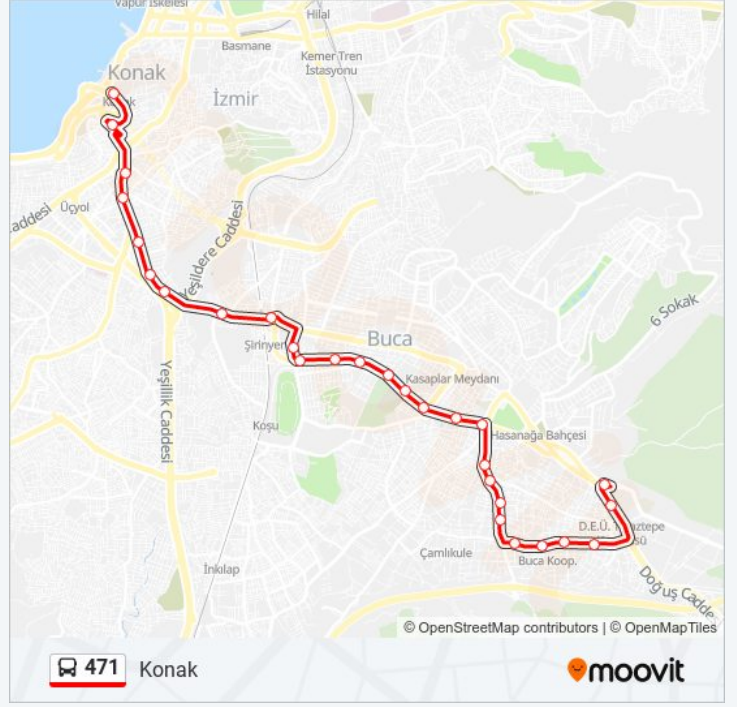 Vapur İskelesi
Hilal
Basmane
Kemer Tren
İstasyonu
Konak
İzmir
Üçyol
Caddesi
Yeşildere Caddesi
6 Sokak
Şirinyer
Buca
Kasaplar Meydanı
Yeşillik Caddesi
Koşu
Hasanağa Bahçesi
D.E.Ü.
Çamlıkule
Buca Koop.
İnkılap
Doğuş Cadde
© OpenStreetMap contributors | © OpenMapTiles
471 Konak
moovit